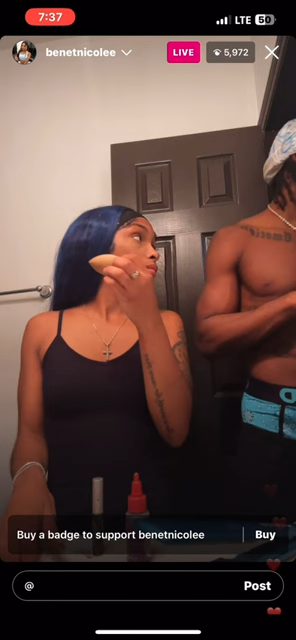 7:37
LTE 50
benetnicolee
LIVE
5,972
Buy a badge to support benetnicolee
Buy
@
Post